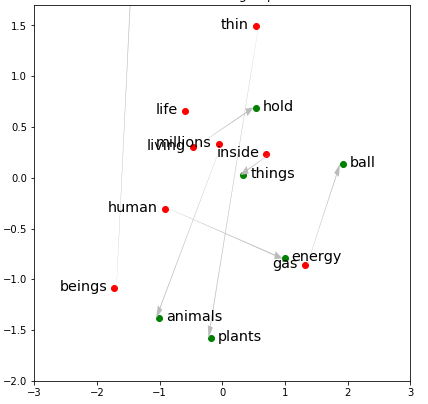 1.5
thin
1.0
life
hold
0.5
living
millions
inside
ball
0.0
things
human
−0.5
energy
gas
−1.0
beings
animals
−1.5
plants
−2.0
−3
−2
−1
0
1
2
3